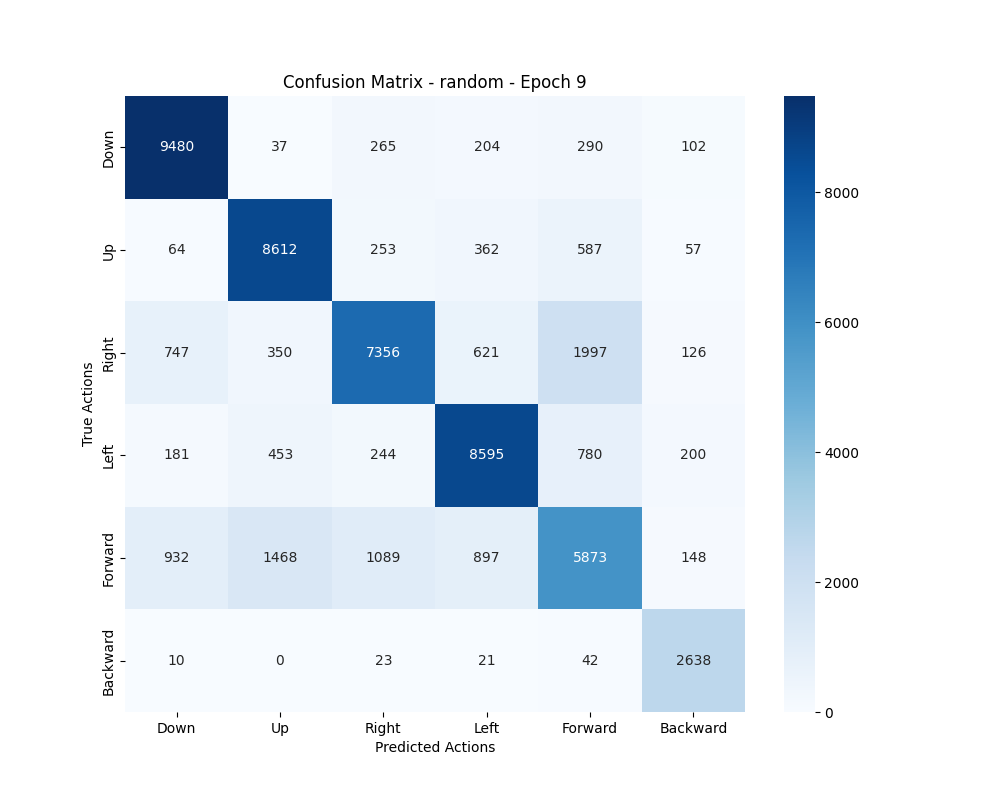 Confusion Matrix - random - Epoch 9
Down 9480 37 265 204 290 102
Up 64 8612 253 362 587 57
Right 747 350 7356 621 1997 126
Left 181 453 244 8595 780 200
Forward 932 1468 1089 897 5873 148
Backward 10 0 23 21 42 2638
Down Up Right Left Forward Backward
Predicted Actions
True Actions
8000
6000
4000
2000
0